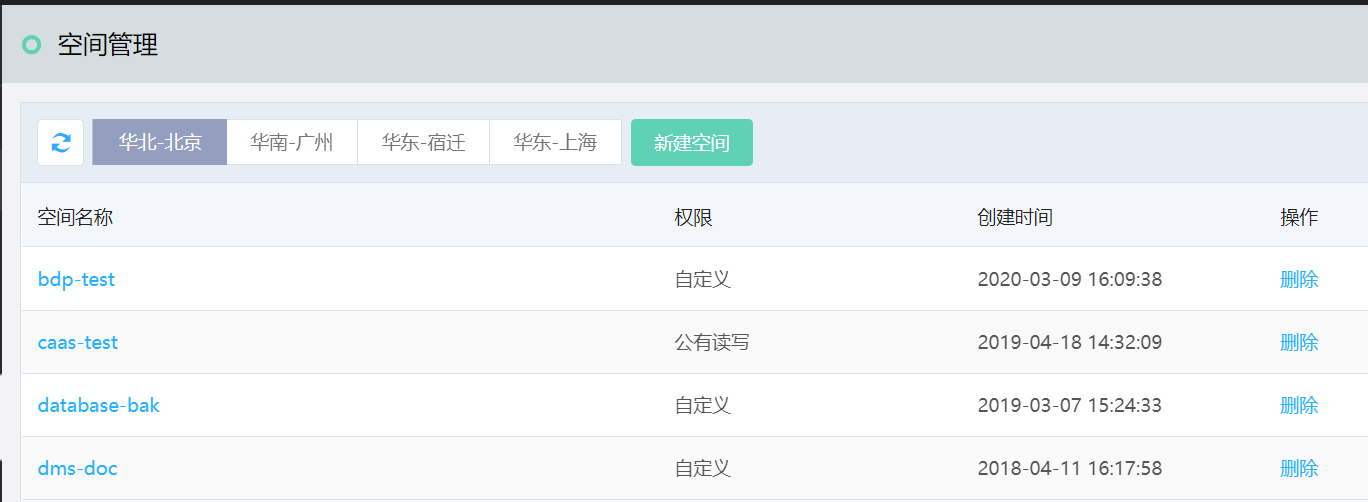 空间管理
华北-北京 华南-广州 华东-宿迁 华东-上海 新建空间
空间名称 权限 创建时间 操作
bdp-test 自定义 2020-03-09 16:09:38 删除
caas-test 公有读写 2019-04-18 14:32:09 删除
database-bak 自定义 2019-03-07 15:24:33 删除
dms-doc 自定义 2018-04-11 16:17:58 删除